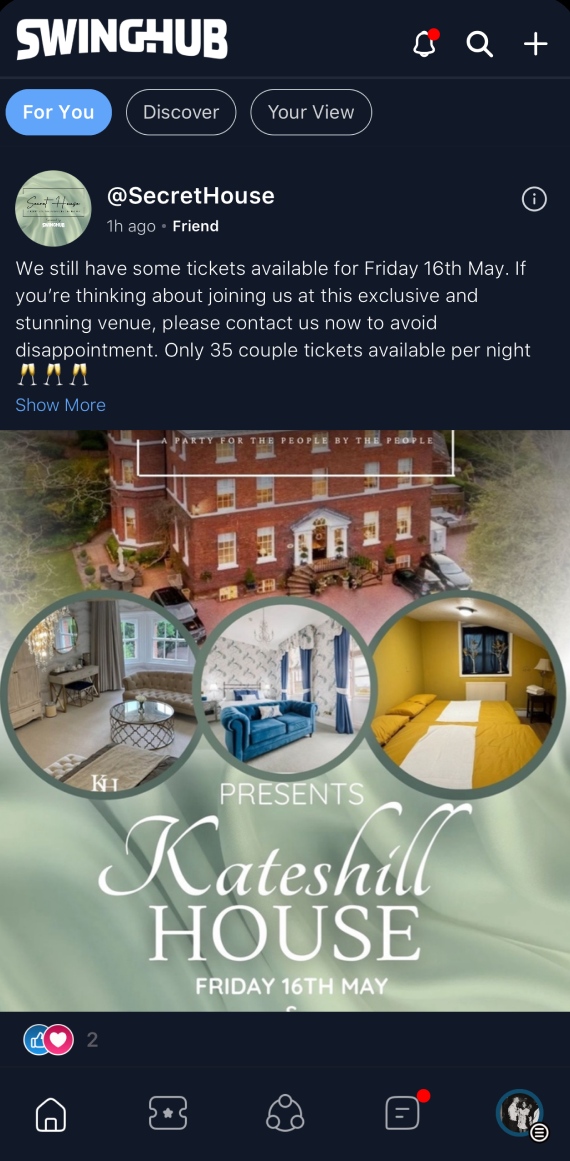 SWINGHUB
For You
Discover
Your View
Secret House
SWINGHUB
@SecretHouse
1h ago • Friend
We still have some tickets available for Friday 16th May. If
you’re thinking about joining us at this exclusive and
stunning venue, please contact us now to avoid
disappointment. Only 35 couple tickets available per night
🥂🥂🥂
Show More
A PARTY FOR THE PEOPLE BY THE PEOPLE
KH
PRESENTS
Kateshill
HOUSE
FRIDAY 16TH MAY
2